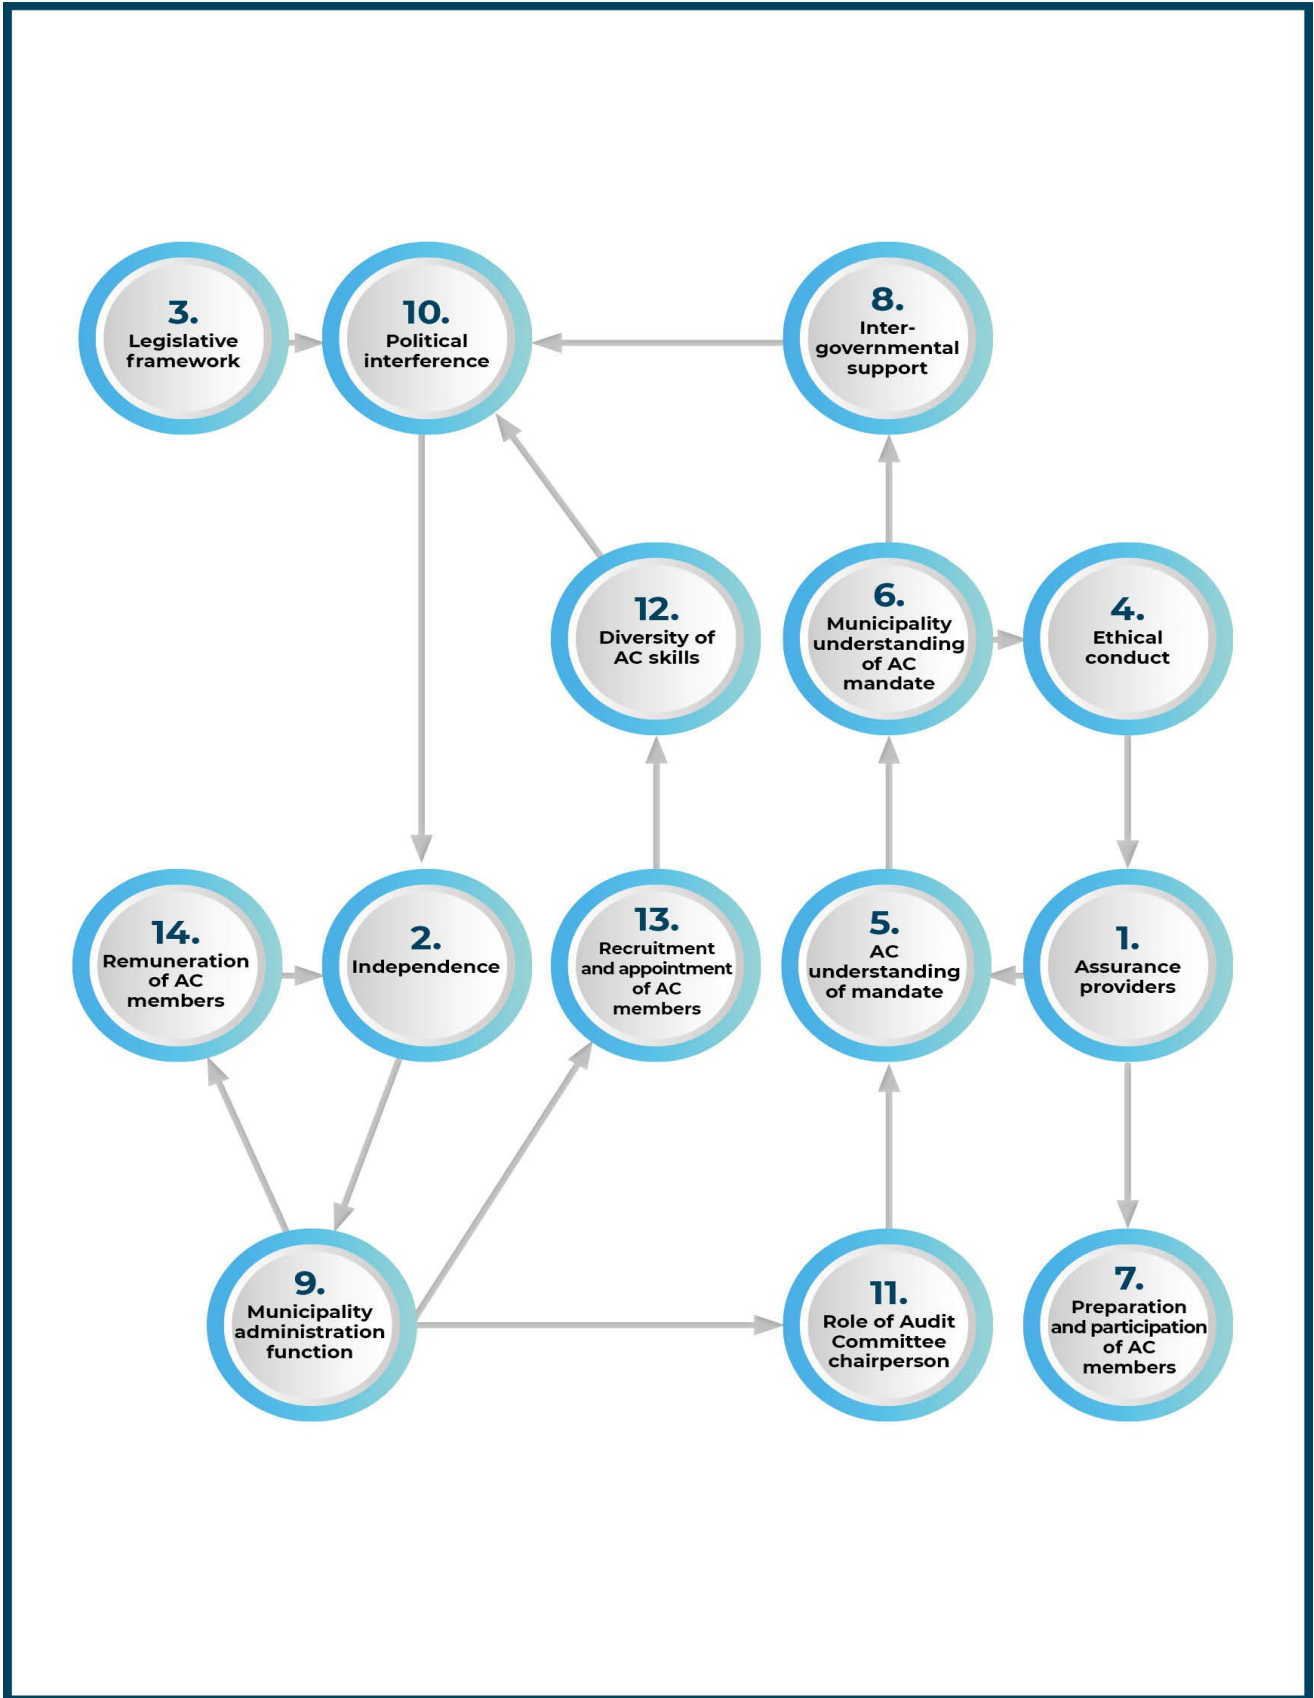 3.
Legislative
framework
10.
Political
interference
8.
Inter-
governmental
support
12.
Diversity of
AC skills
6.
Municipality
understanding
of AC
mandate
4.
Ethical
conduct
14.
Remuneration
of AC
members
2.
Independence
13.
Recruitment
and appointment
of AC
members
5.
AC
understanding
of mandate
1.
Assurance
providers
9.
Municipality
administration
function
11.
Role of Audit
Committee
chairperson
7.
Preparation
and participation
of AC
members